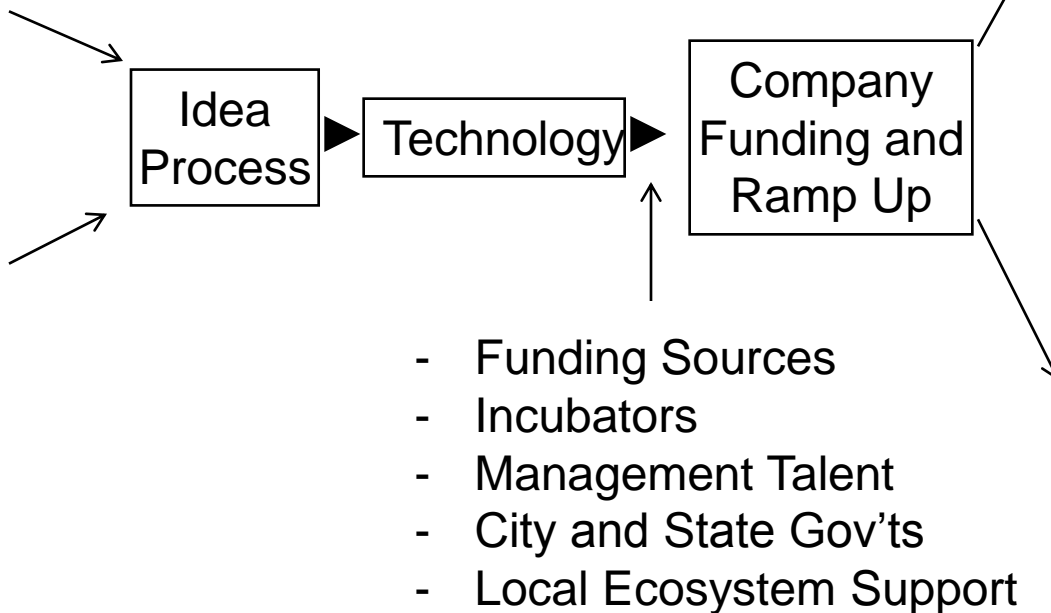 Idea
Process
Technology
Company
Funding and
Ramp Up
- Funding Sources
- Incubators
- Management Talent
- City and State Gov’ts
- Local Ecosystem Support